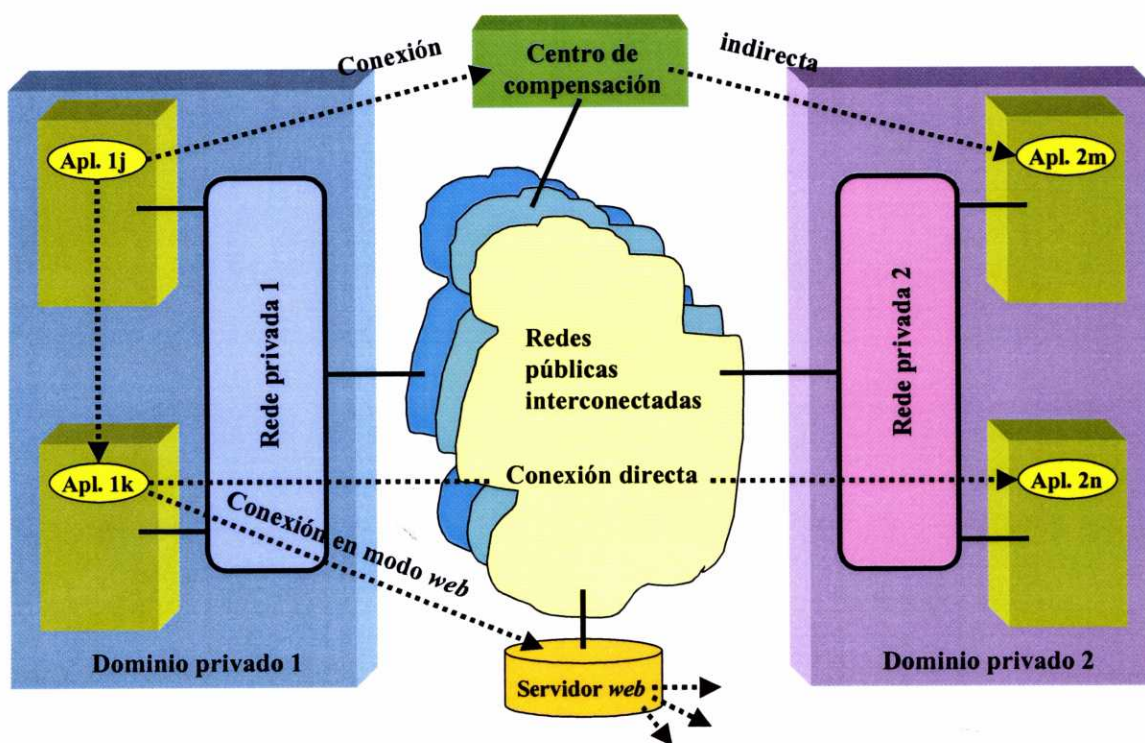 Conexión
Centro de
compensación
indirecta
Apl. 1j
Apl. 2m
Rede privada 1
Redes
públicas
interconectadas
Rede privada 2
Apl. 1k
Conexión directa
Apl. 2n
Conexión en modo web
Dominio privado 1
Servidor web
Dominio privado 2